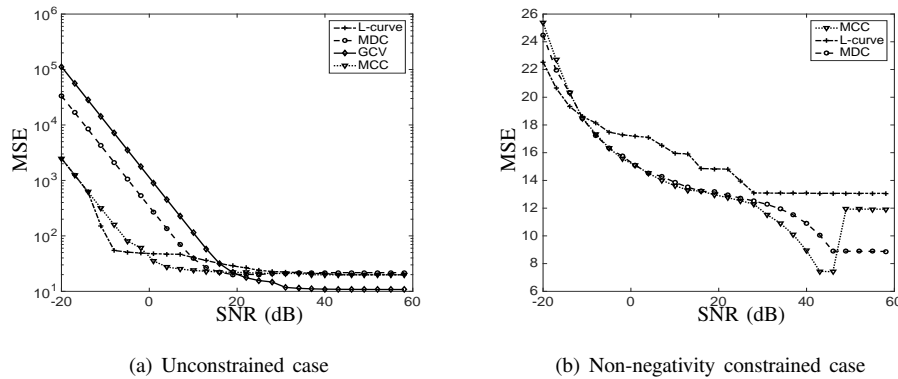 10^6
10^5
10^4
10^3
10^2
10^1
MSE
-20 0 20 40 60
SNR (dB)
L-curve
MDC
GCV
MCC
(a) Unconstrained case
26
24
22
20
18
16
14
12
10
8
6
MSE
-20 0 20 40 60
SNR (dB)
MCC
L-curve
MDC
(b) Non-negativity constrained case